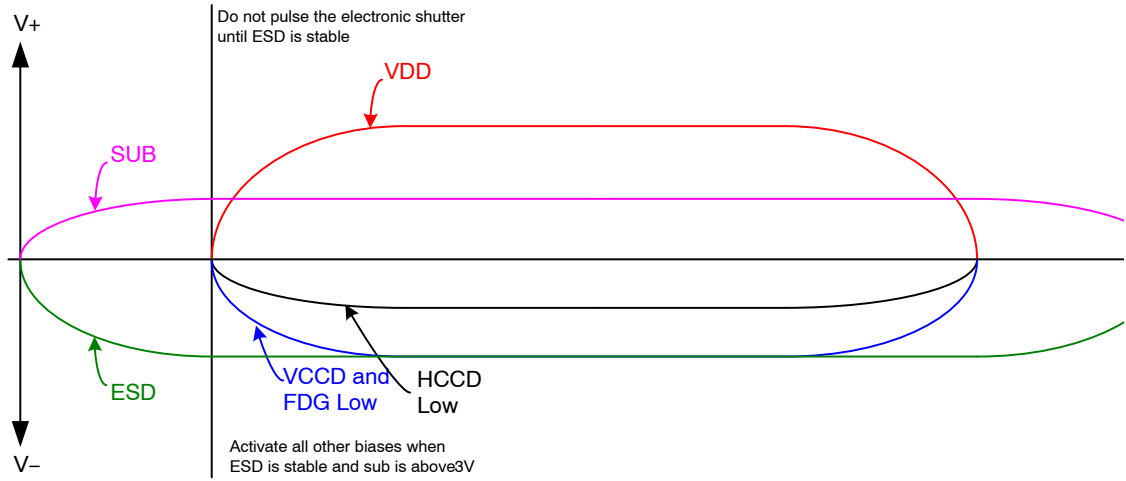 V+
Do not pulse the electronic shutter
until ESD is stable
VDD
SUB
VCCD and
FDG Low
HCCD
Low
ESD
Activate all other biases when
ESD is stable and sub is above3V
V−